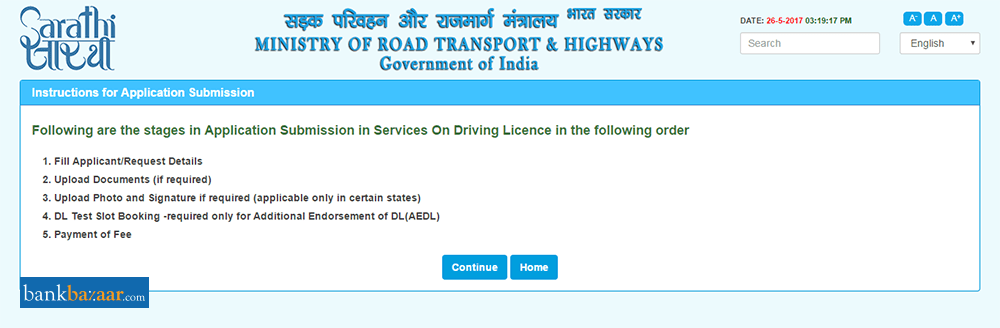 Sarathi
सारथी
सड़क परिवहन और राजमार्ग मंत्रालय भारत सरकार
MINISTRY OF ROAD TRANSPORT & HIGHWAYS
Government of India
DATE: 26-5-2017 03:19:17 PM
A- A A+
Search
English
Instructions for Application Submission
Following are the stages in Application Submission in Services On Driving Licence in the following order
1. Fill Applicant/Request Details
2. Upload Documents (if required)
3. Upload Photo and Signature if required (applicable only in certain states)
4. DL Test Slot Booking -required only for Additional Endorsement of DL(AEDL)
5. Payment of Fee
Continue Home
bankbazaar.com